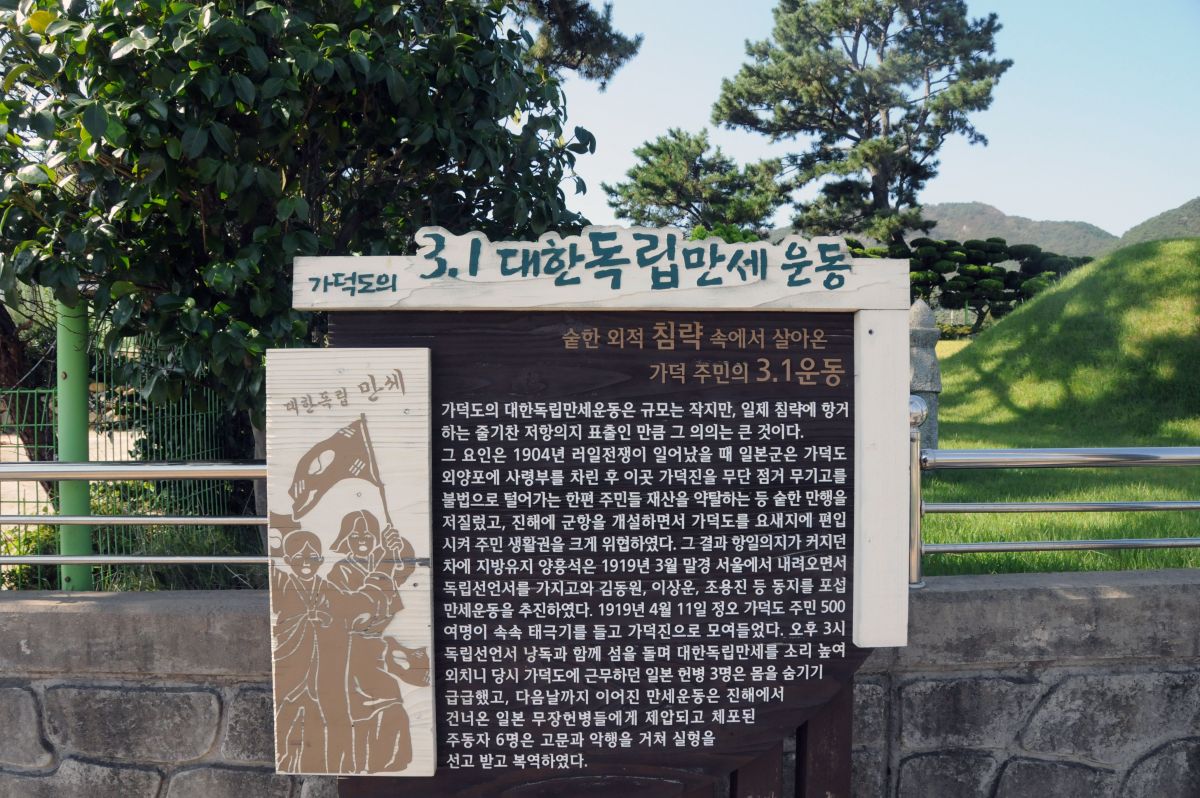 가덕도의 3.1 대한독립만세 운동
숱한 외적 침략 속에서 살아온
가덕 주민의 3.1운동
대한독립 만세
가덕도의 대한독립만세운동은 규모는 작지만, 일제 침략에 항거
하는 줄기찬 저항의지 표출인 만큼 그 의의는 큰 것이다.
그 요인은 1904년 러일전쟁이 일어났을 때 일본군은 가덕도
외양포에 사령부를 차린 후 이곳 가덕진을 무단 점거 무기고를
불법으로 털어가는 한편 주민들 재산을 약탈하는 등 숱한 만행을
저질렀고, 진해에 군항을 개설하면서 가덕도를 요새지에 편입
시켜 주민 생활권을 크게 위협하였다. 그 결과 항일의지가 커지던
차에 지방유지 양흥석은 1919년 3월 말경 서울에서 내려오면서
독립선언서를 가지고와 김동원, 이상운, 조용진 등 동지를 포섭
만세운동을 추진하였다. 1919년 4월 11일 정오 가덕도 주민 500
여명이 속속 태극기를 들고 가덕진으로 모여들었다. 오후 3시
독립선언서 낭독과 함께 섬을 돌며 대한독립만세를 소리 높여
외치니 당시 가덕도에 근무하던 일본 헌병 3명은 몸을 숨기기
급급했고, 다음날까지 이어진 만세운동은 진해에서
건너온 일본 무장헌병들에게 제압되고 체포된
주동자 6명은 고문과 악행을 거쳐 실형을
선고 받고 복역하였다.